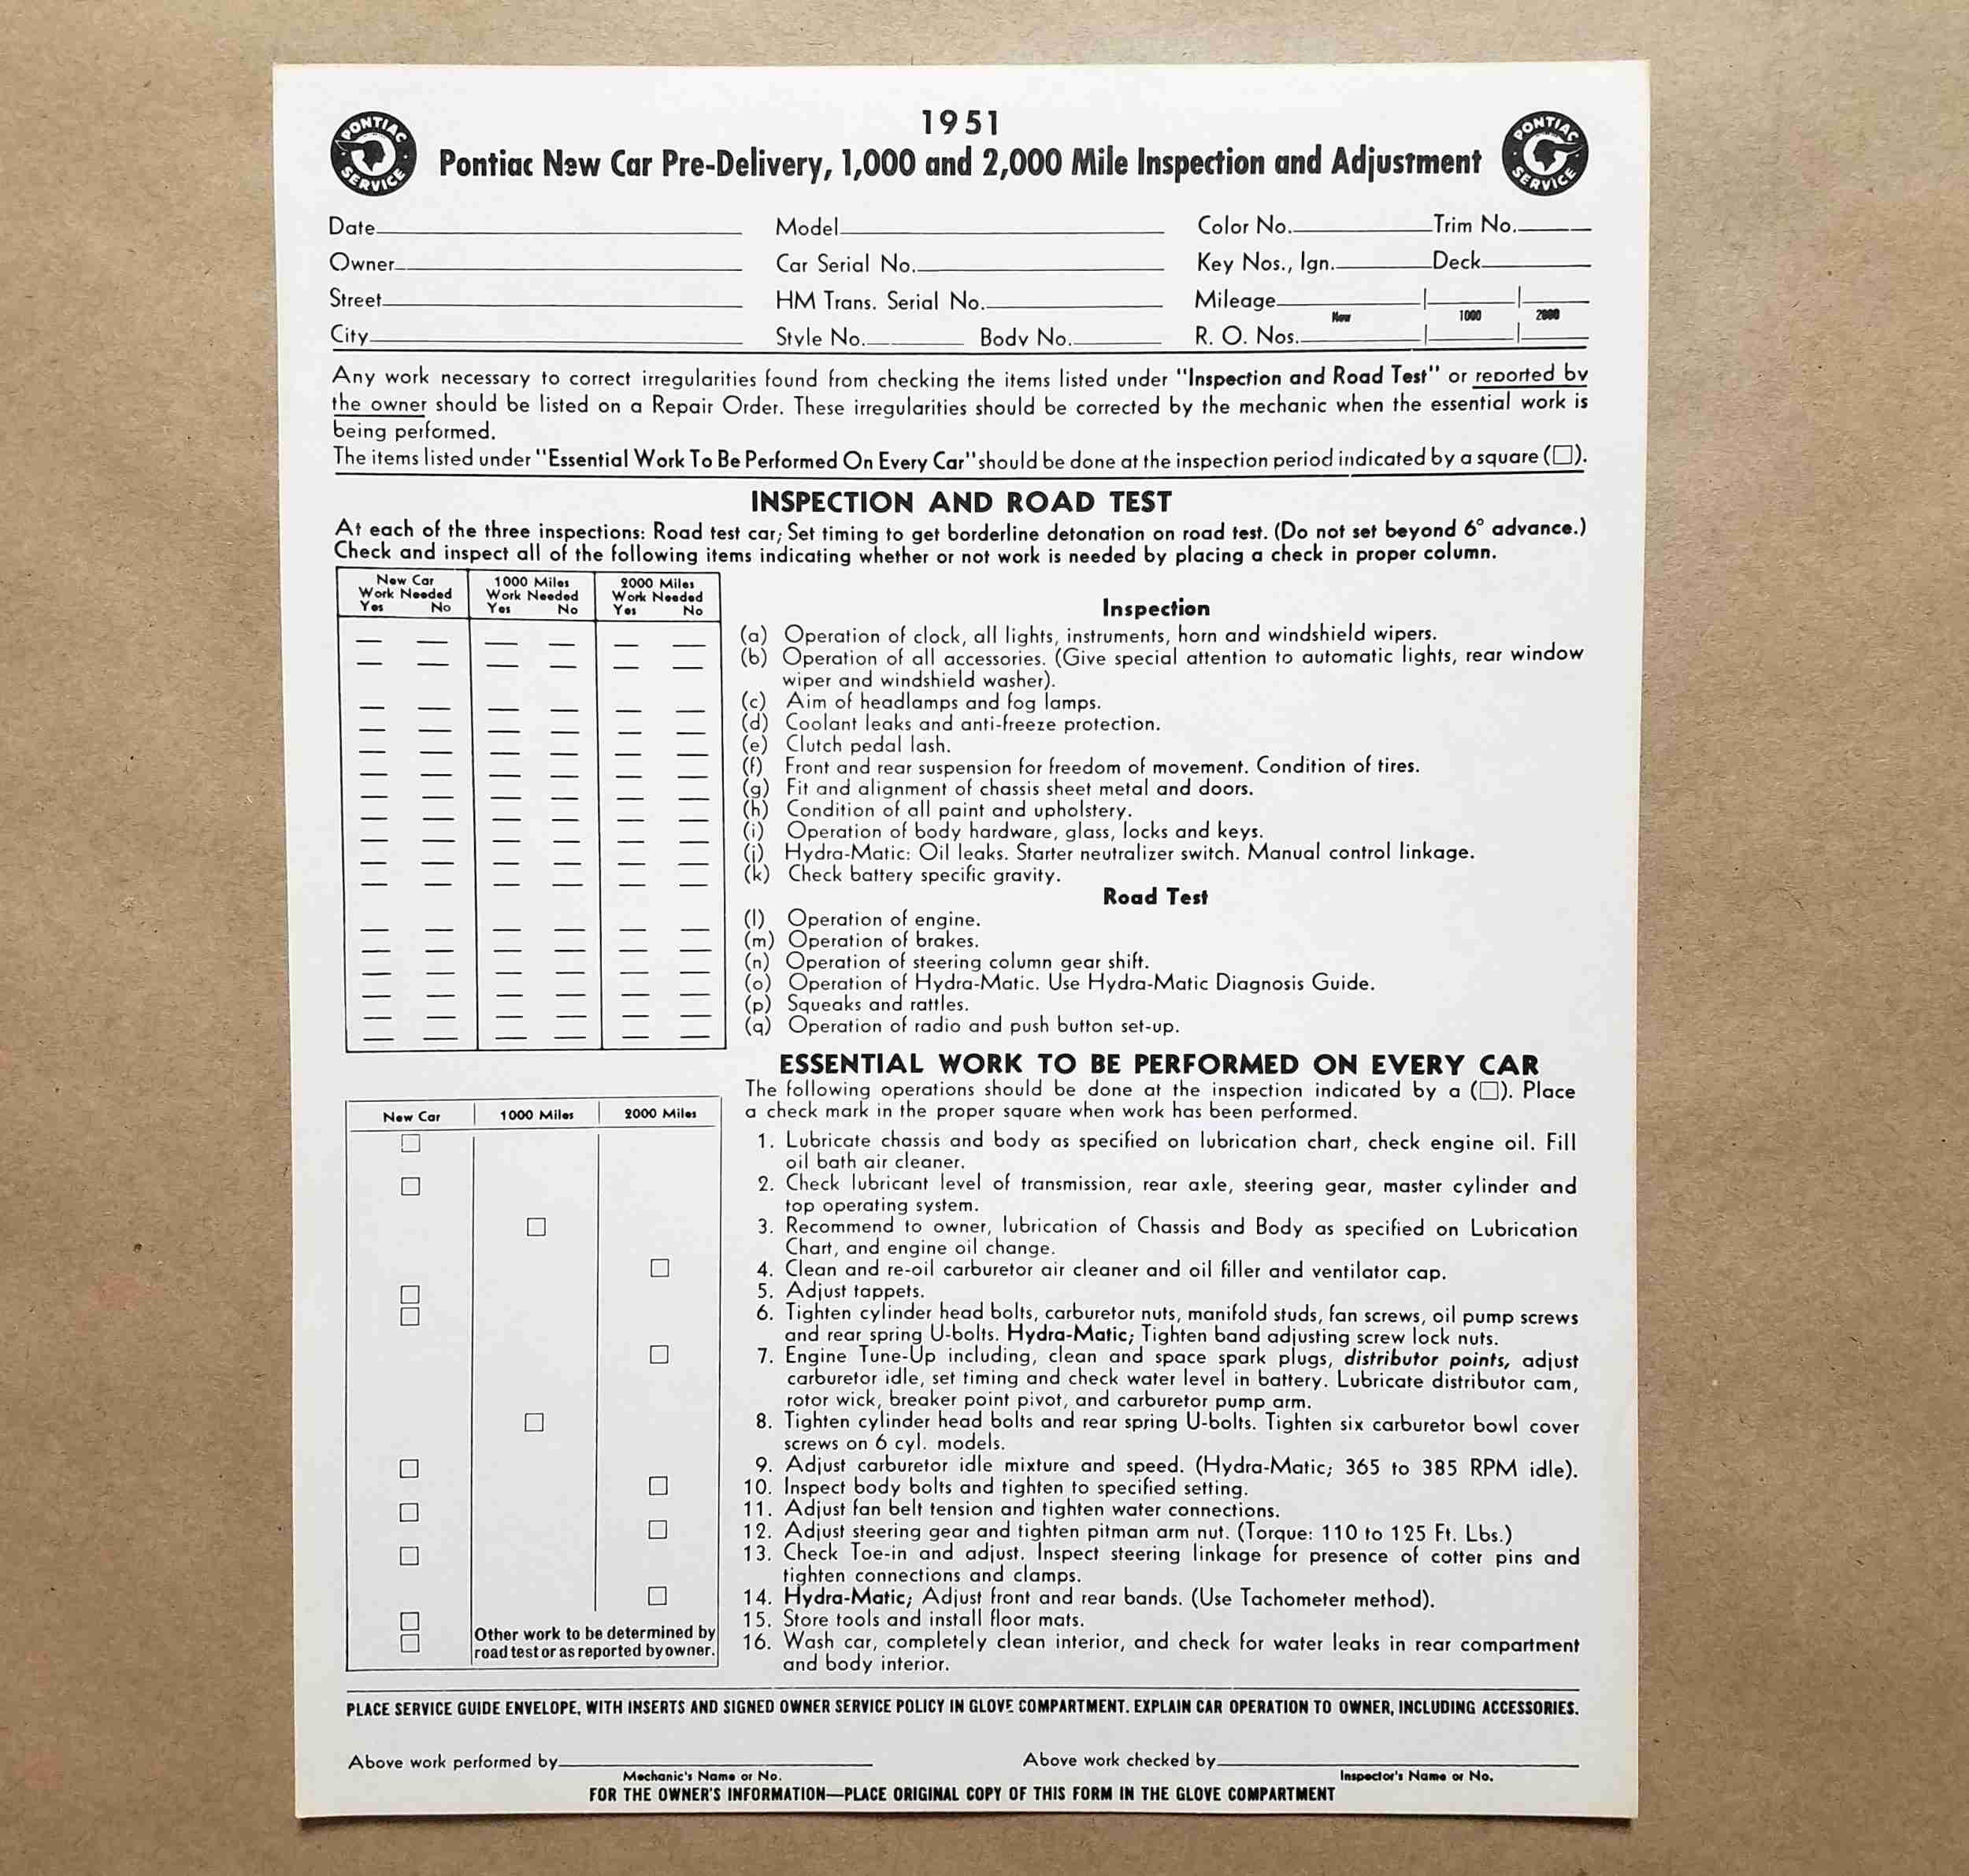 1951
PONTIAC SERVICE
Pontiac New Car Pre-Delivery, 1,000 and 2,000 Mile Inspection and Adjustment
PONTIAC SERVICE
Date Model Color No. Trim No.
Owner Car Serial No. Key Nos., Ign. Deck
Street HM Trans. Serial No. Mileage
New 1000 2000
City Style No. Body No. R. O. Nos.
Any work necessary to correct irregularities found from checking the items listed under "Inspection and Road Test" or reported by
the owner should be listed on a Repair Order. These irregularities should be corrected by the mechanic when the essential work is
being performed.
The items listed under "Essential Work To Be Performed On Every Car" should be done at the inspection period indicated by a square (□).
INSPECTION AND ROAD TEST
At each of the three inspections: Road test car; Set timing to get borderline detonation on road test. (Do not set beyond 6° advance.)
Check and inspect all of the following items indicating whether or not work is needed by placing a check in proper column.
New Car 1000 Miles 2000 Miles
Work Needed Work Needed Work Needed
Yes No Yes No Yes No
Inspection
(a) Operation of clock, all lights, instruments, horn and windshield wipers.
(b) Operation of all accessories. (Give special attention to automatic lights, rear window
wiper and windshield washer).
(c) Aim of headlamps and fog lamps.
(d) Coolant leaks and anti-freeze protection.
(e) Clutch pedal lash.
(f) Front and rear suspension for freedom of movement. Condition of tires.
(g) Fit and alignment of chassis sheet metal and doors.
(h) Condition of all paint and upholstery.
(i) Operation of body hardware, glass, locks and keys.
(j) Hydra-Matic: Oil leaks. Starter neutralizer switch. Manual control linkage.
(k) Check battery specific gravity.
Road Test
(l) Operation of engine.
(m) Operation of brakes.
(n) Operation of steering column gear shift.
(o) Operation of Hydra-Matic. Use Hydra-Matic Diagnosis Guide.
(p) Squeaks and rattles.
(q) Operation of radio and push button set-up.
ESSENTIAL WORK TO BE PERFORMED ON EVERY CAR
The following operations should be done at the inspection indicated by a (□). Place
a check mark in the proper square when work has been performed.
New Car 1000 Miles 2000 Miles
1. Lubricate chassis and body as specified on lubrication chart, check engine oil. Fill
oil bath air cleaner.
2. Check lubricant level of transmission, rear axle, steering gear, master cylinder and
top operating system.
3. Recommend to owner, lubrication of Chassis and Body as specified on Lubrication
Chart, and engine oil change.
4. Clean and re-oil carburetor air cleaner and oil filler and ventilator cap.
5. Adjust tappets.
6. Tighten cylinder head bolts, carburetor nuts, manifold studs, fan screws, oil pump screws
and rear spring U-bolts. Hydra-Matic; Tighten band adjusting screw lock nuts.
7. Engine Tune-Up including, clean and space spark plugs, distributor points, adjust
carburetor idle, set timing and check water level in battery. Lubricate distributor cam,
rotor wick, breaker point pivot, and carburetor pump arm.
8. Tighten cylinder head bolts and rear spring U-bolts. Tighten six carburetor bowl cover
screws on 6 cyl. models.
9. Adjust carburetor idle mixture and speed. (Hydra-Matic; 365 to 385 RPM idle).
10. Inspect body bolts and tighten to specified setting.
11. Adjust fan belt tension and tighten water connections.
12. Adjust steering gear and tighten pitman arm nut. (Torque: 110 to 125 Ft. Lbs.)
13. Check Toe-in and adjust. Inspect steering linkage for presence of cotter pins and
tighten connections and clamps.
14. Hydra-Matic; Adjust front and rear bands. (Use Tachometer method).
15. Store tools and install floor mats.
16. Wash car, completely clean interior, and check for water leaks in rear compartment
and body interior.
Other work to be determined by
road test or as reported by owner.
PLACE SERVICE GUIDE ENVELOPE, WITH INSERTS AND SIGNED OWNER SERVICE POLICY IN GLOVE COMPARTMENT. EXPLAIN CAR OPERATION TO OWNER, INCLUDING ACCESSORIES.
Above work performed by Above work checked by
Mechanic's Name or No. Inspector's Name or No.
FOR THE OWNER'S INFORMATION—PLACE ORIGINAL COPY OF THIS FORM IN THE GLOVE COMPARTMENT